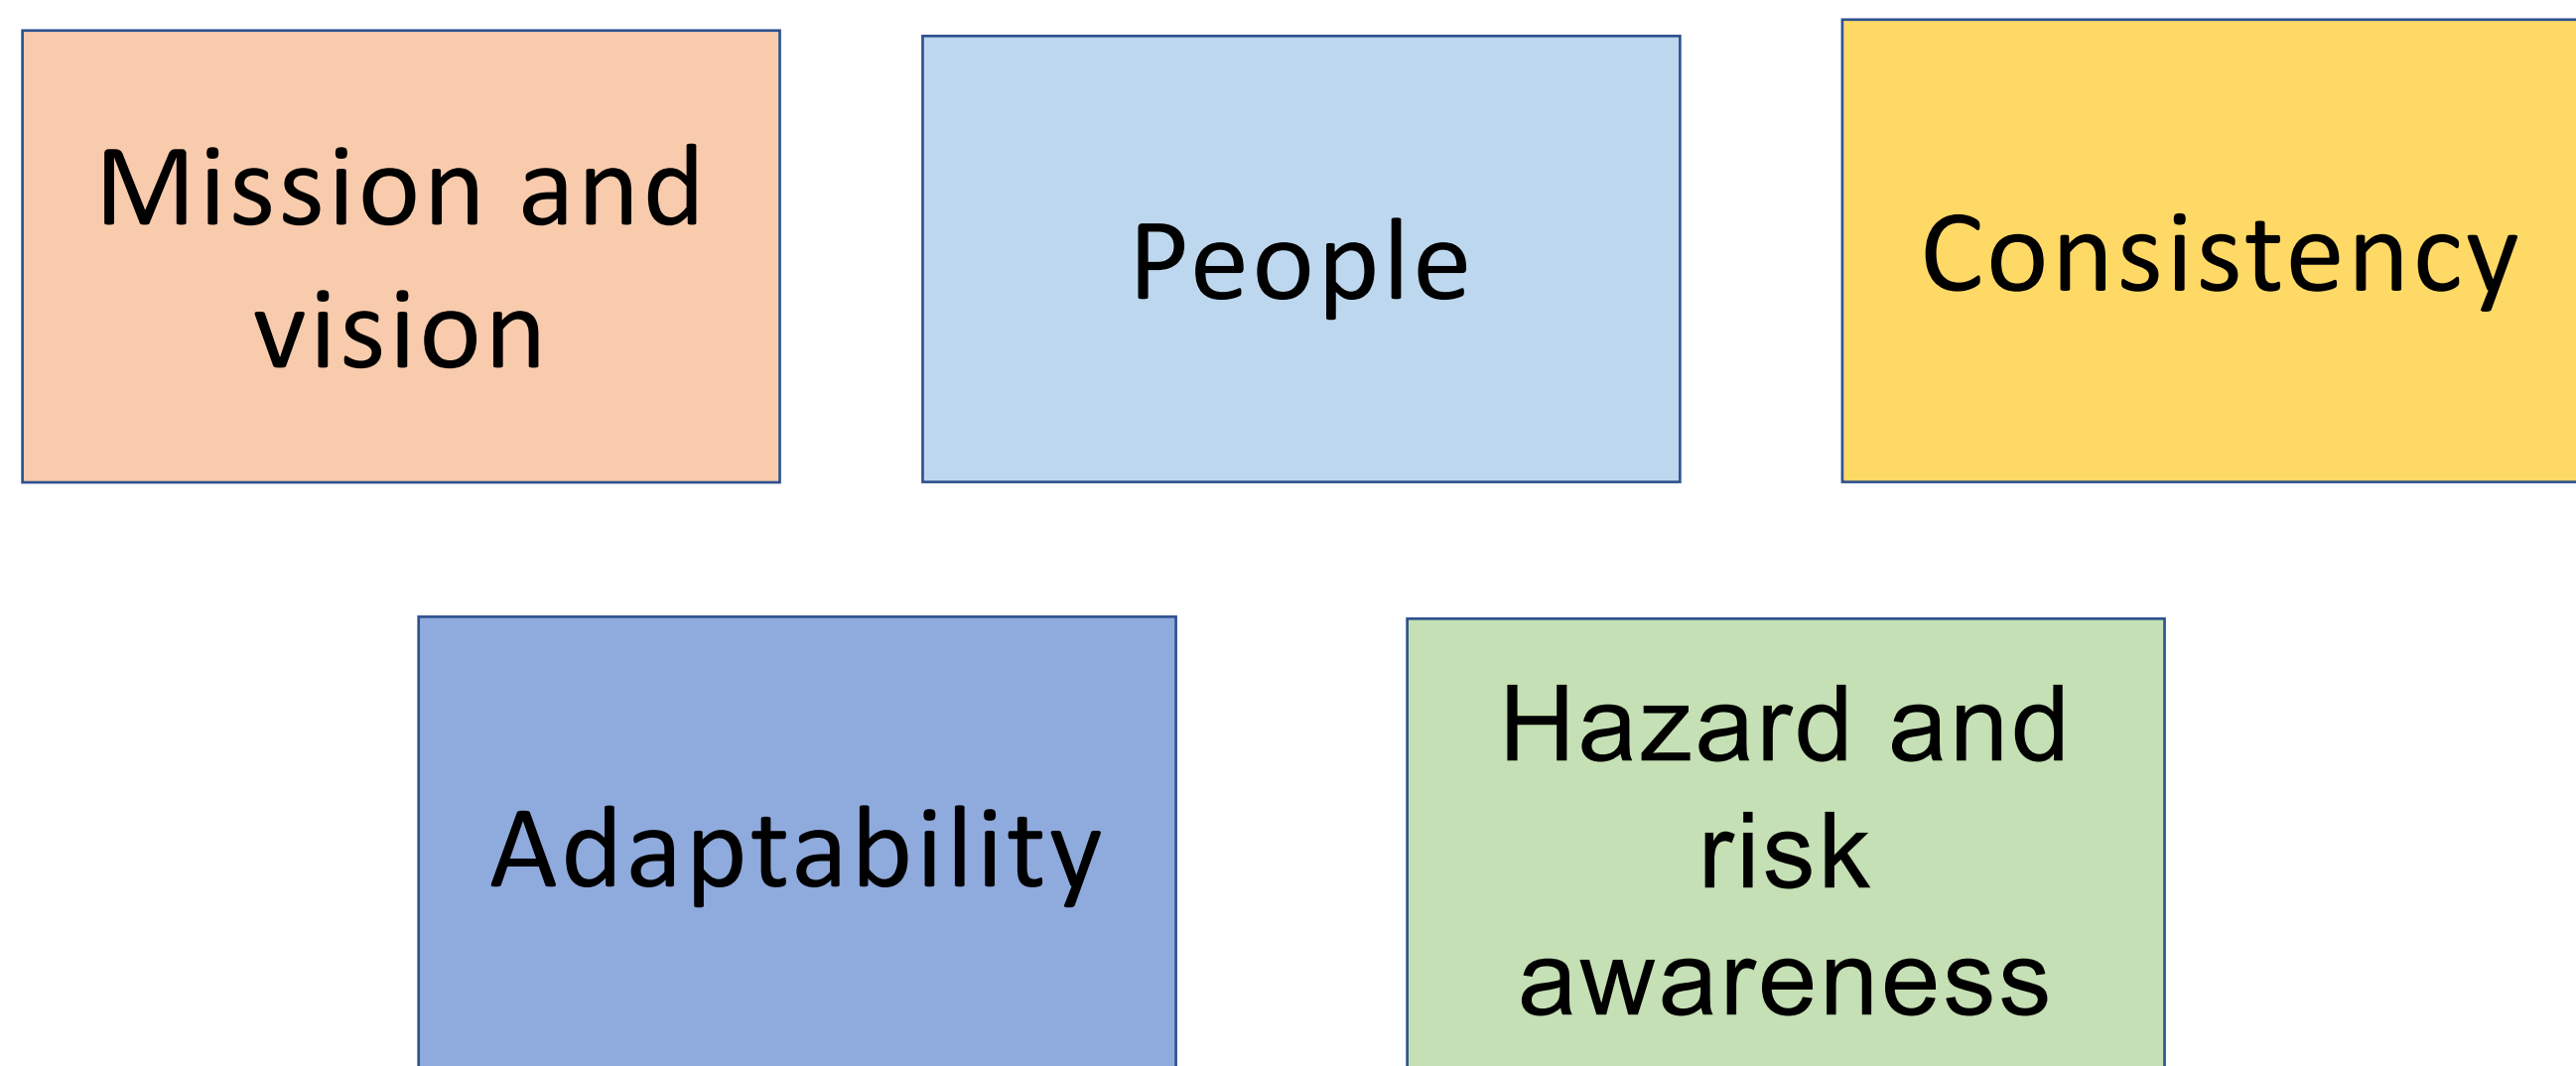 Mission and
vision
People
Consistency
Adaptability
Hazard and
risk
awareness